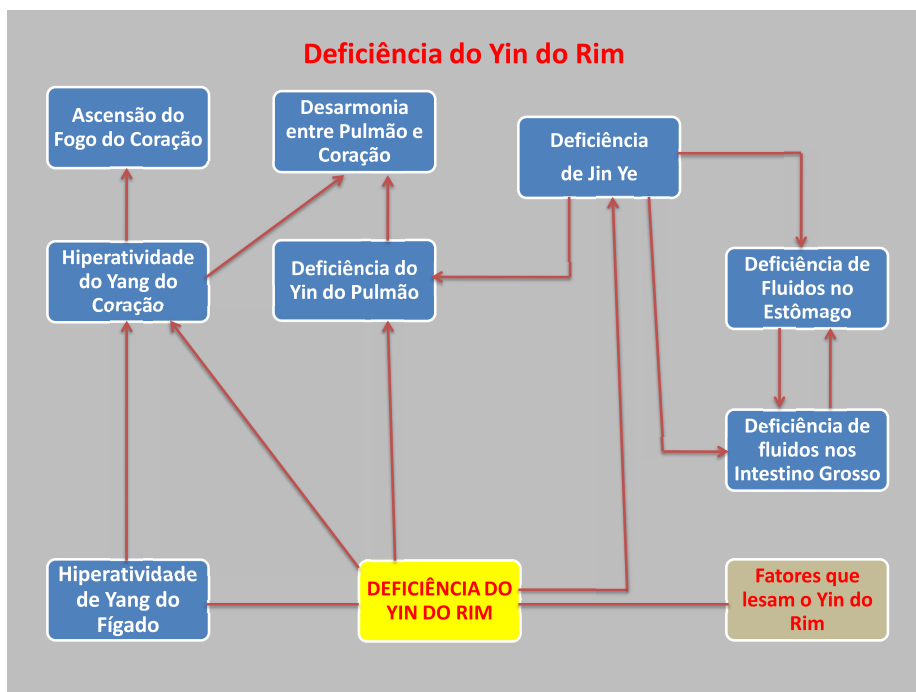 Deficiência do Yin do Rim
Ascensão do
Fogo do Coração
Desarmonia
entre Pulmão e
Coração
Deficiência
de Jin Ye
Hiperatividade
do Yang do
Coração
Deficiência do
Yin do Pulmão
Deficiência de
Fluidos no
Estômago
Deficiência de
fluidos nos
Intestino Grosso
Hiperatividade
de Yang do
Fígado
DEFICIÊNCIA DO
YIN DO RIM
Fatores que
lesam o Yin do
Rim